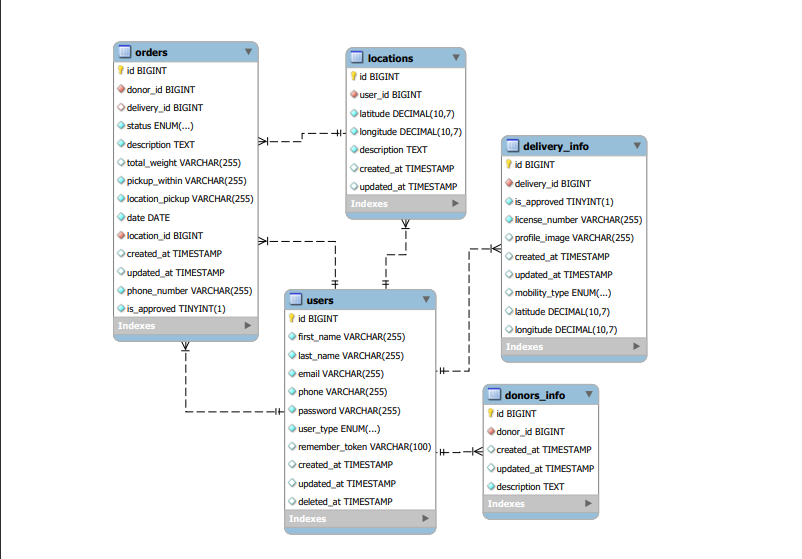 orders
id BIGINT
donor_id BIGINT
delivery_id BIGINT
status ENUM(...)
description TEXT
total_weight VARCHAR(255)
pickup_within VARCHAR(255)
location_pickup VARCHAR(255)
date DATE
location_id BIGINT
created_at TIMESTAMP
updated_at TIMESTAMP
phone_number VARCHAR(255)
is_approved TINYINT(1)
Indexes
locations
id BIGINT
user_id BIGINT
latitude DECIMAL(10,7)
longitude DECIMAL(10,7)
description TEXT
created_at TIMESTAMP
updated_at TIMESTAMP
Indexes
delivery_info
id BIGINT
delivery_id BIGINT
is_approved TINYINT(1)
license_number VARCHAR(255)
profile_image VARCHAR(255)
created_at TIMESTAMP
updated_at TIMESTAMP
mobility_type ENUM(...)
latitude DECIMAL(10,7)
longitude DECIMAL(10,7)
Indexes
users
id BIGINT
first_name VARCHAR(255)
last_name VARCHAR(255)
email VARCHAR(255)
phone VARCHAR(255)
password VARCHAR(255)
user_type ENUM(...)
remember_token VARCHAR(100)
created_at TIMESTAMP
updated_at TIMESTAMP
deleted_at TIMESTAMP
Indexes
donors_info
id BIGINT
donor_id BIGINT
created_at TIMESTAMP
updated_at TIMESTAMP
description TEXT
Indexes